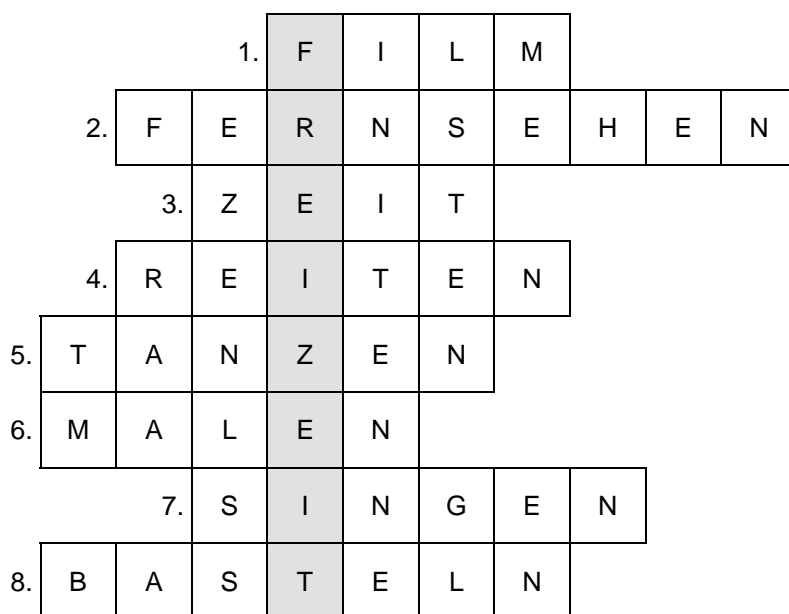 1. F I L M
2. F E R N S E H E N
3. Z E I T
4. R E I T E N
5. T A N Z E N
6. M A L E N
7. S I N G E N
8. B A S T E L N